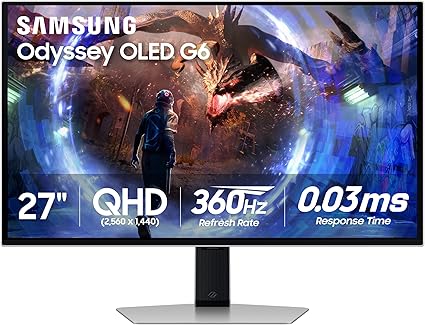 SAMSUNG
Odyssey OLED G6
27"
QHD
(2,560 x 1,440)
360HZ
Refresh Rate
0.03ms
Response Time